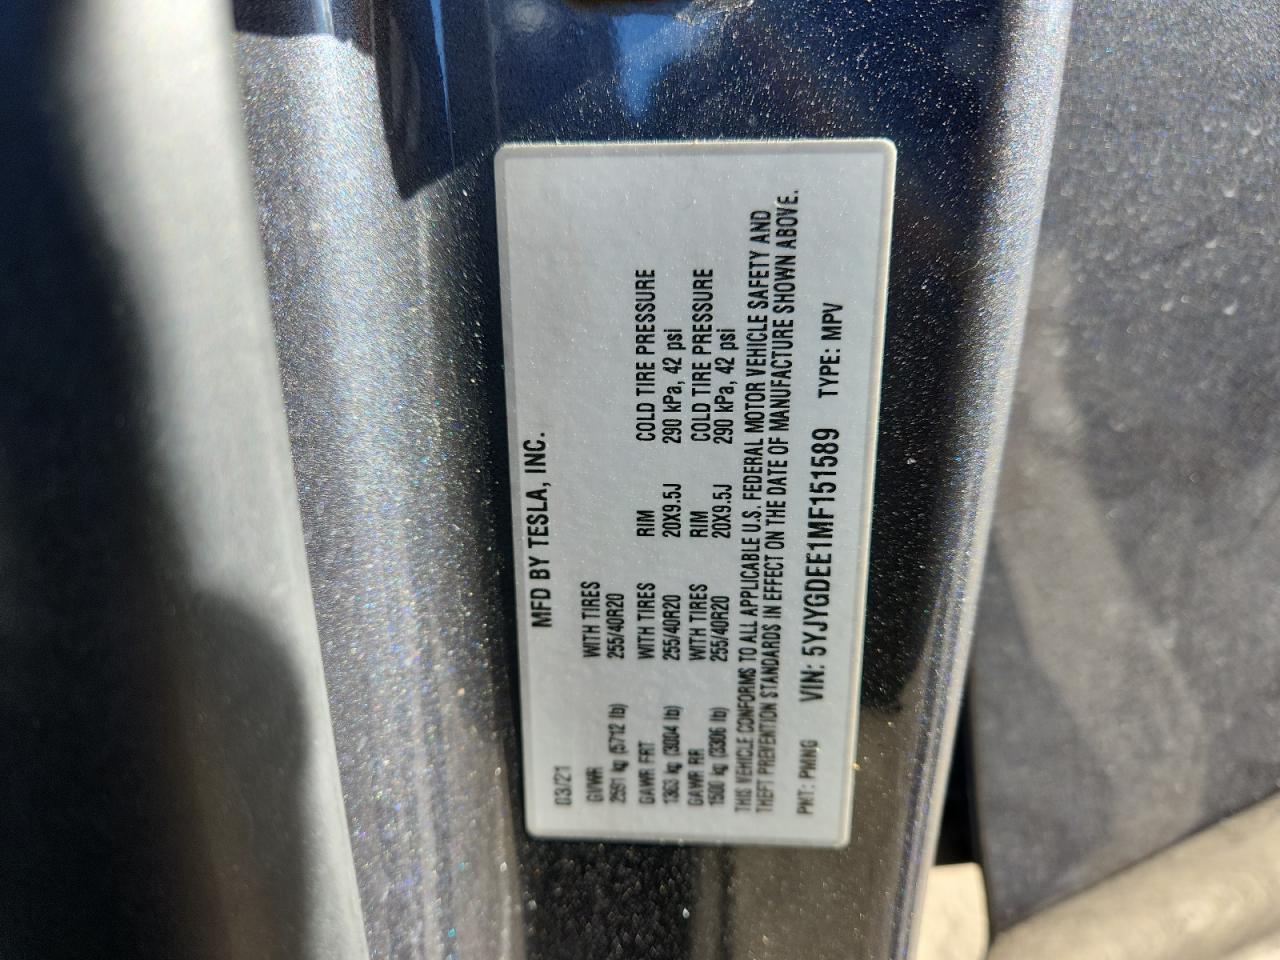 MFD BY TESLA, INC.
03/21
GVWR WITH TIRES
2591 kg (5712 lb) 255/40R20
GAWR FRT WITH TIRES RIM COLD TIRE PRESSURE
1363 kg (3004 lb) 255/40R20 20X9.5J 290 kPa, 42 psi
GAWR RR WITH TIRES RIM COLD TIRE PRESSURE
1500 kg (3306 lb) 255/40R20 20X9.5J 290 kPa, 42 psi
THIS VEHICLE CONFORMS TO ALL APPLICABLE U.S. FEDERAL MOTOR VEHICLE SAFETY AND
THEFT PREVENTION STANDARDS IN EFFECT ON THE DATE OF MANUFACTURE SHOWN ABOVE.
PNT: PMNG VIN: 5YJYGDEE1MF151589 TYPE: MPV